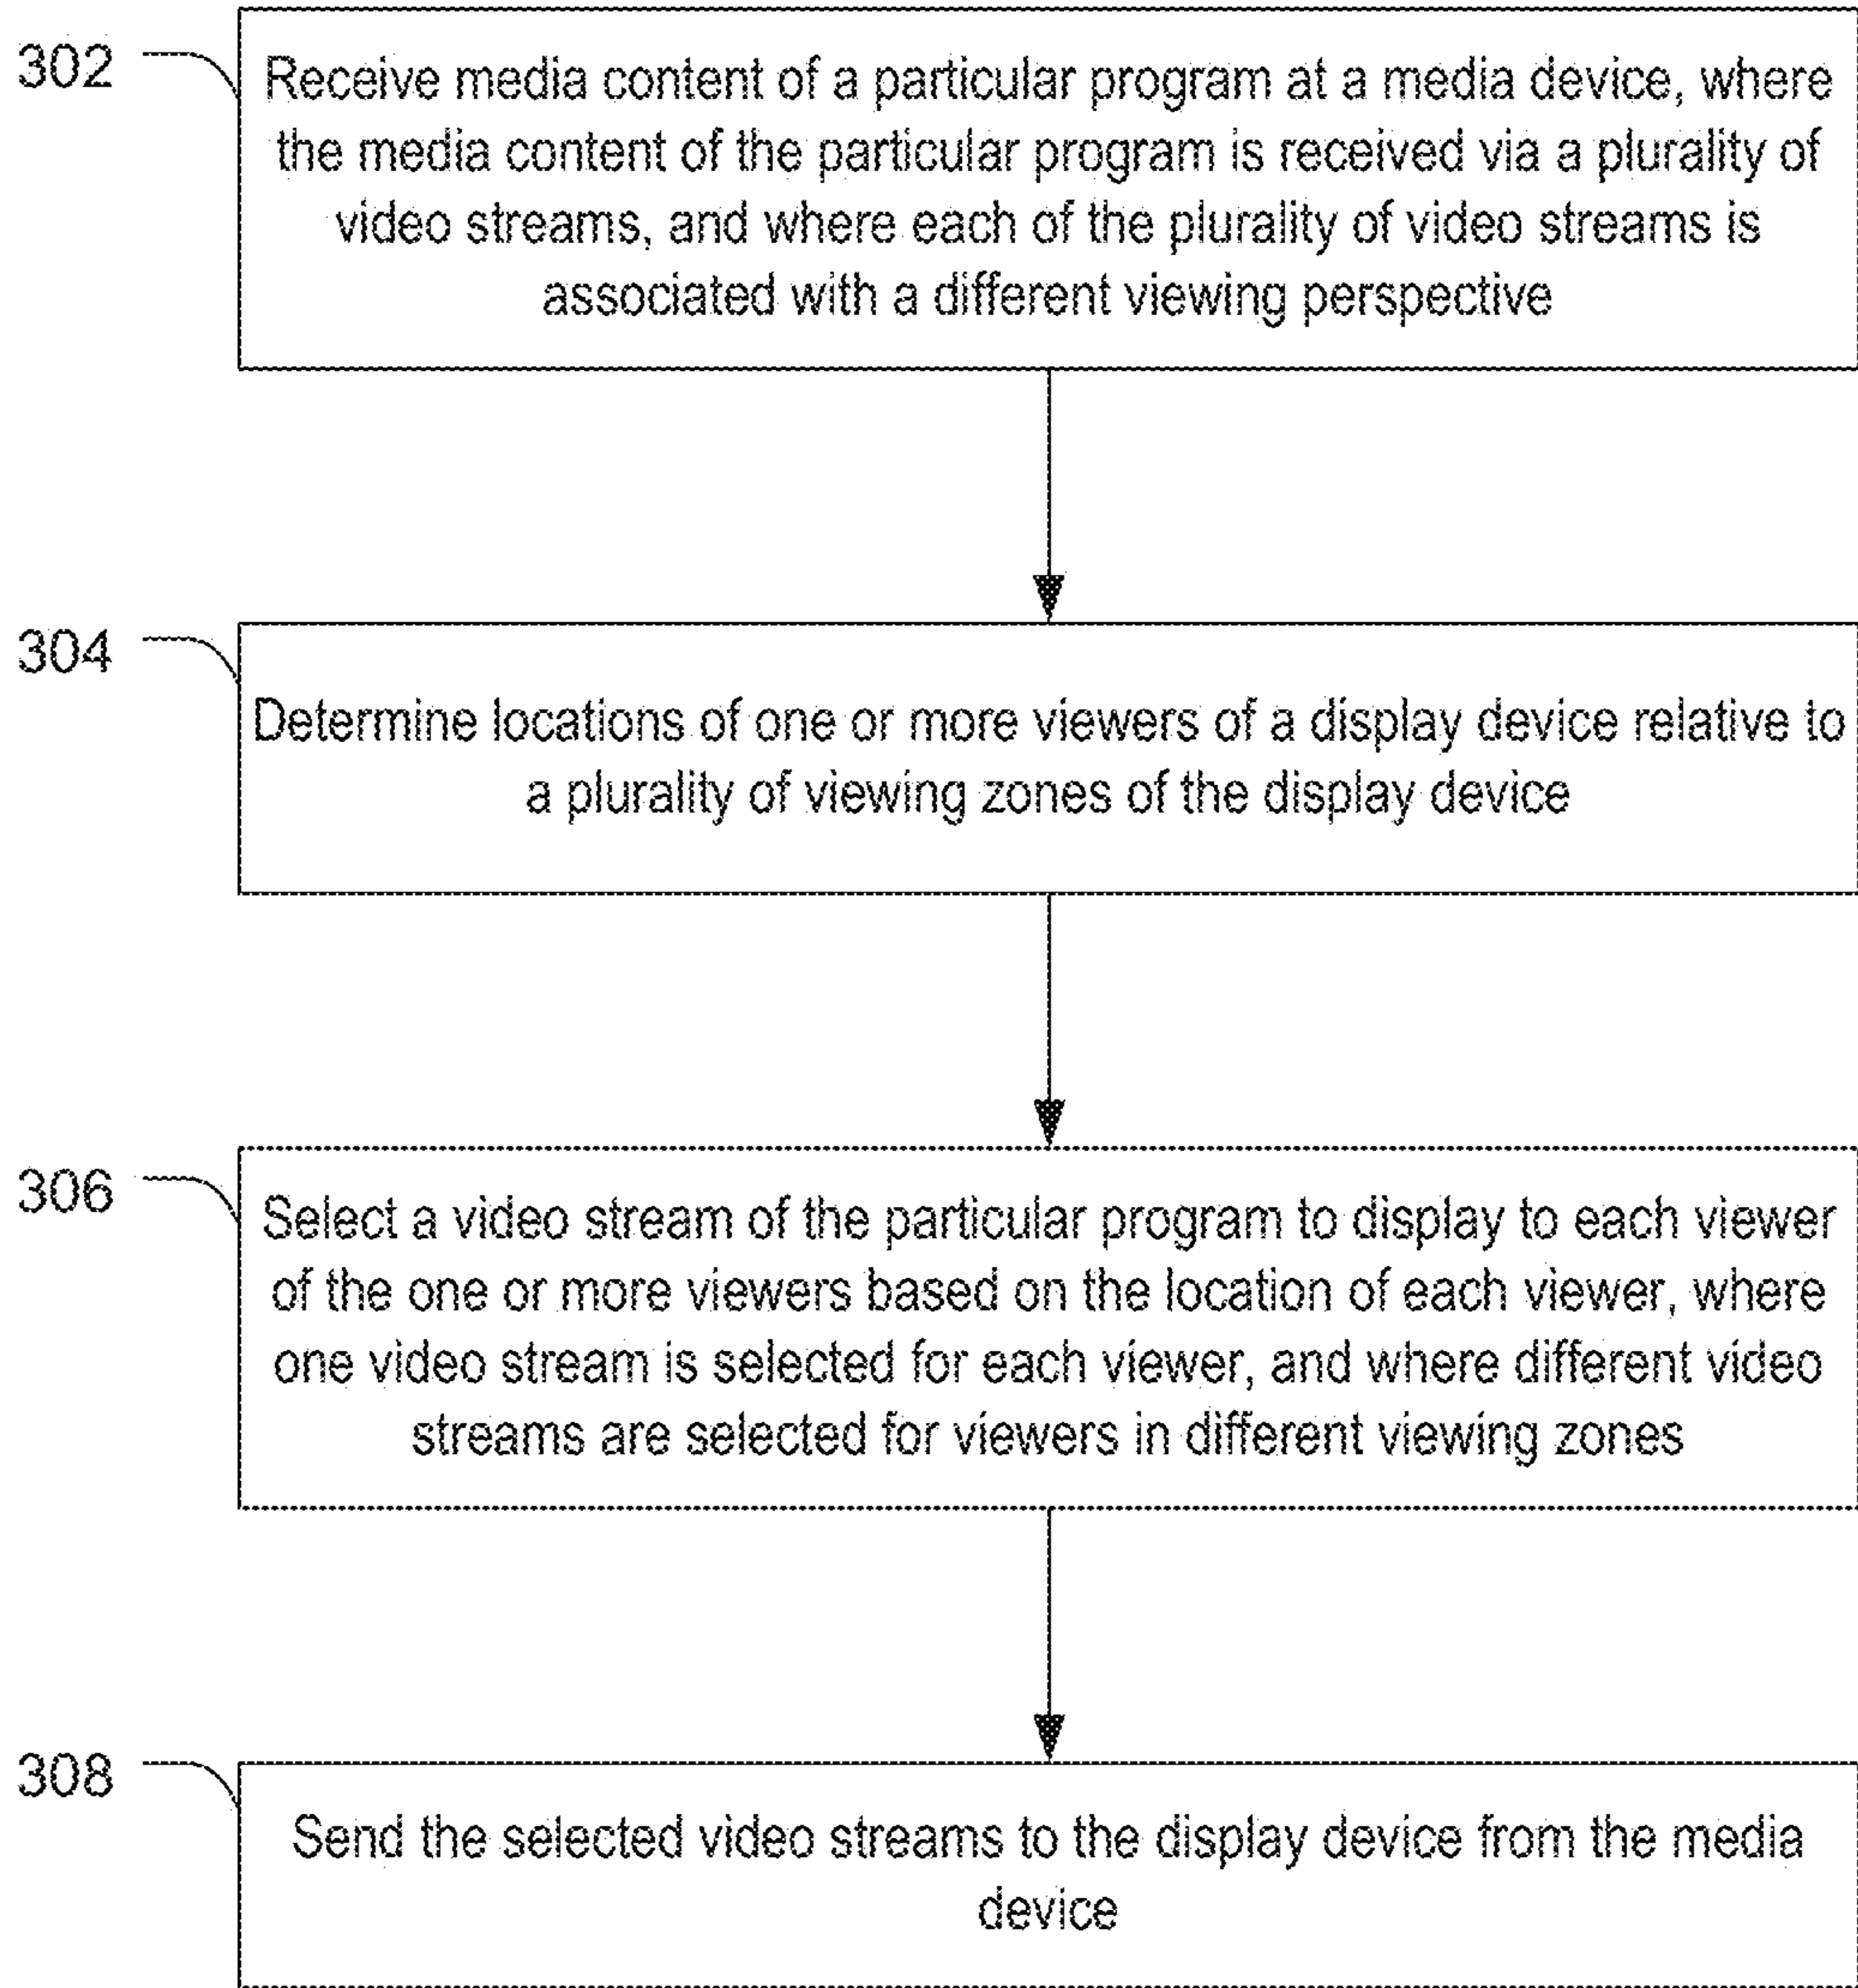 302
Receive media content of a particular program at a media device, where
the media content of the particular program is received via a plurality of
video streams, and where each of the plurality of video streams is
associated with a different viewing perspective
304
Determine locations of one or more viewers of a display device relative to
a plurality of viewing zones of the display device
306
Select a video stream of the particular program to display to each viewer
of the one or more viewers based on the location of each viewer, where
one video stream is selected for each viewer, and where different video
streams are selected for viewers in different viewing zones
308
Send the selected video streams to the display device from the media
device